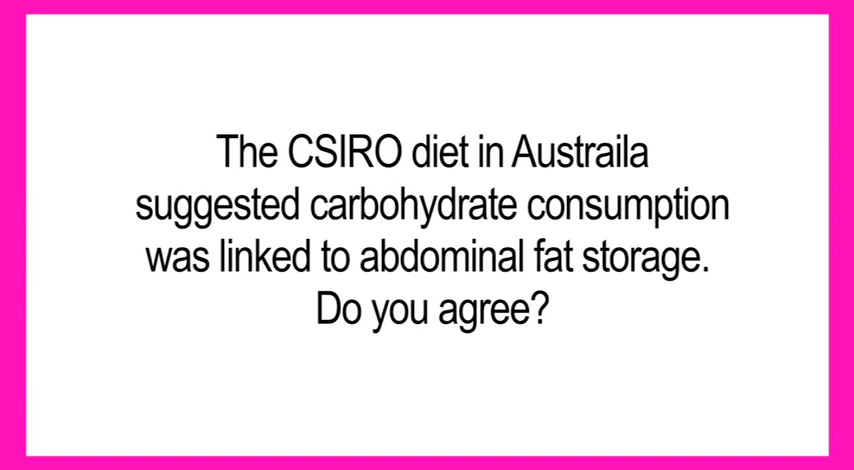 The CSIRO diet in Austraila
suggested carbohydrate consumption
was linked to abdominal fat storage.
Do you agree?